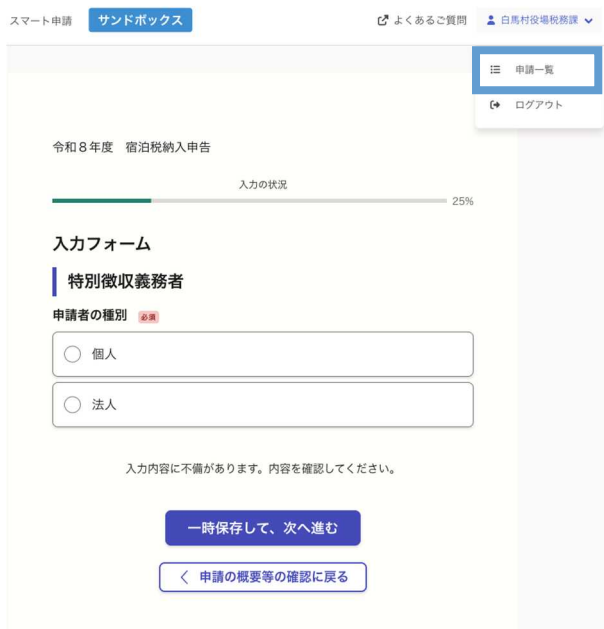 スマート申請 サンドボックス よくあるご質問 白馬村役場税務課
申請一覧
ログアウト
令和8年度 宿泊税納入申告
入力の状況
25%
入力フォーム
特別徴収義務者
申請者の種別 必須
個人
法人
入力内容に不備があります。内容を確認してください。
一時保存して、次へ進む
申請の概要等の確認に戻る